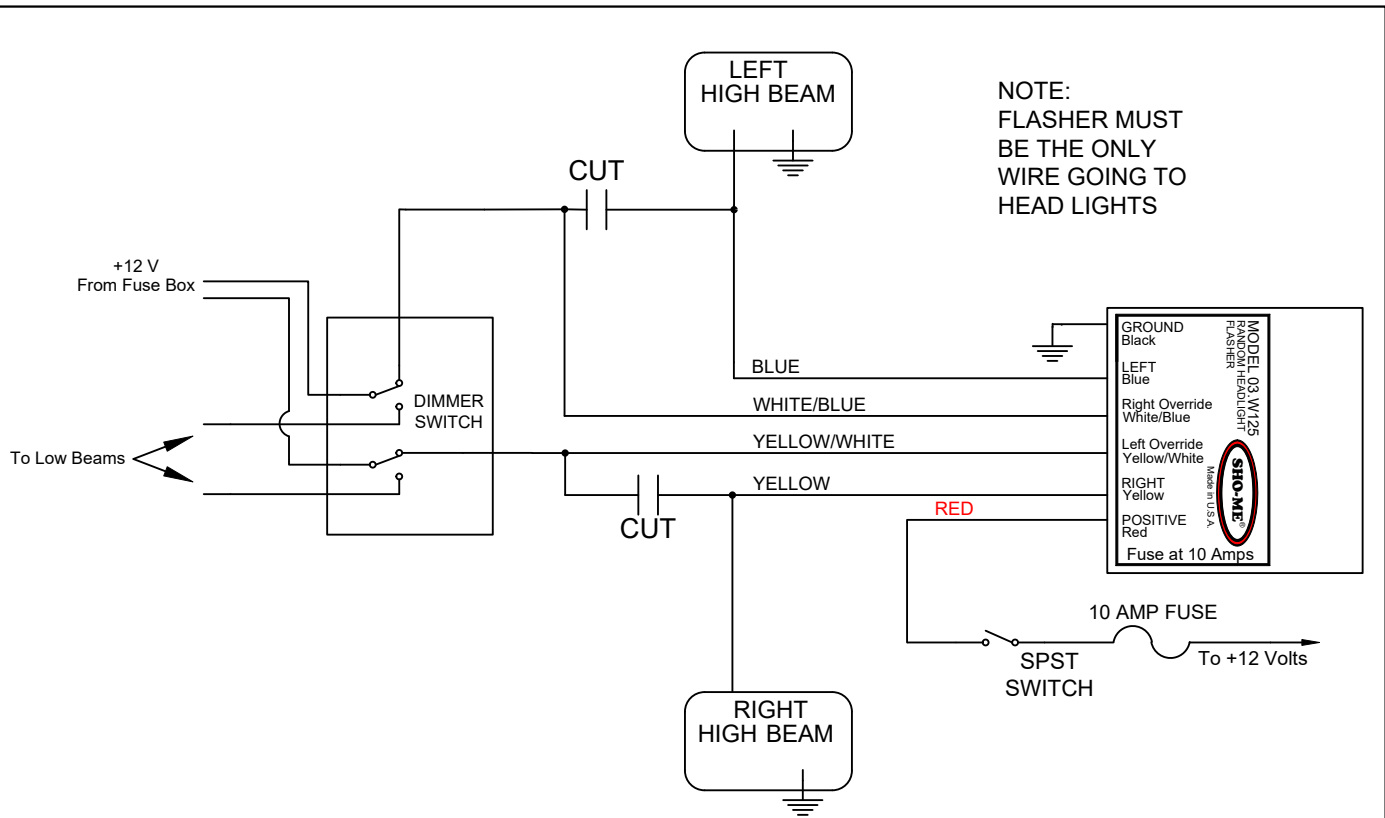 LEFT
HIGH BEAM
NOTE:
FLASHER MUST
BE THE ONLY
WIRE GOING TO
HEAD LIGHTS
CUT
+12 V
From Fuse Box
DIMMER
SWITCH
To Low Beams
BLUE
WHITE/BLUE
YELLOW/WHITE
YELLOW
CUT
RED
GROUND
Black
LEFT
Blue
Right Override
White/Blue
Left Override
Yellow/White
RIGHT
Yellow
POSITIVE
Red
Fuse at 10 Amps
MODEL 03.W125
RANDOM HEADLIGHT
FLASHER
SHO-ME®
Made in U.S.A.
10 AMP FUSE
SPST
SWITCH
To +12 Volts
RIGHT
HIGH BEAM